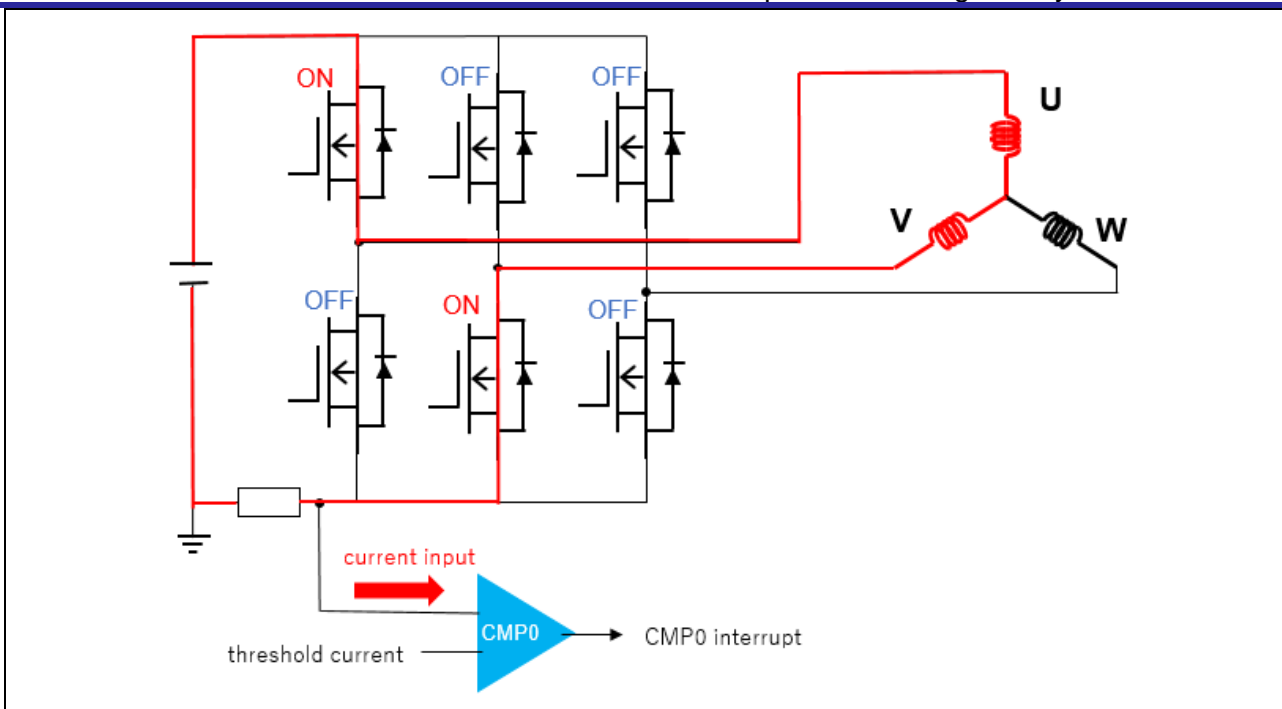 ON
OFF
OFF
U
V
W
OFF
ON
OFF
current input
CMP0
CMP0 interrupt
threshold current